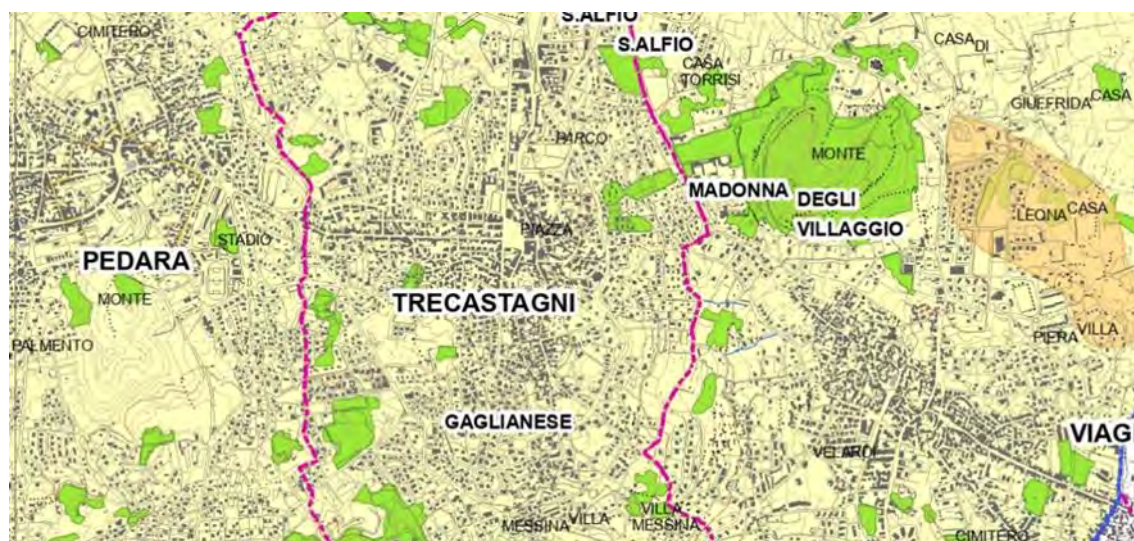 S.ALFIO
CIMITERO
S.ALFIO
CASA DI
CASA
TORRISI
GIUEFRIDA CASA
PARCO
MONTE
MADONNA
DEGLI
LEONA CASA
VILLAGGIO
PIAZZA
STADIO
PEDARA
MONTE
TRECASTAGNI
PIERA VILLA
PALMENTO
GAGLIANESE
VIAG
VELARDI
MESSINA VILLA
VILLA
MESSINA
CIMITERO